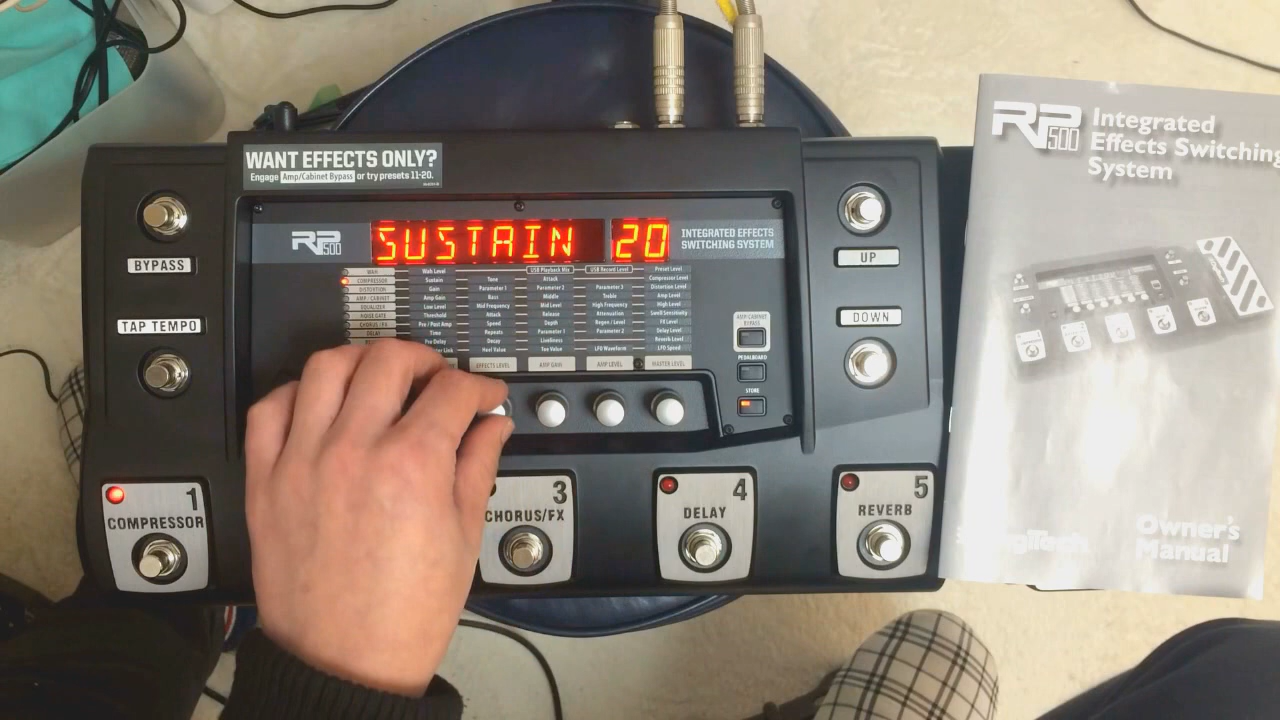 WANT EFFECTS ONLY?
Engage Amp/Cabinet Bypass or try presets 11-20.
RP500
SUSTAIN 20
INTEGRATED EFFECTS
SWITCHING SYSTEM
BYPASS
TAP TEMPO
UP
DOWN
USB Playback Mix USB Record Level
WAH Wah Level Preset Level
COMPRESSOR Sustain Tone Attack Compressor Level
DISTORTION Gain Parameter 1 Parameter 2 Parameter 3 Distortion Level
AMP / CABINET Amp Gain Bass Middle Treble Amp Level
EQUALIZER Low Level Mid Frequency Mid Level High Frequency High Level
NOISE GATE Threshold Attack Release Attenuation Swell Sensitivity
CHORUS / FX Pre / Post Amp Speed Depth Regen / Level FX Level
DELAY Time Repeats Parameter 1 Parameter 2 Delay Level
Pre Delay Decay Liveliness Reverb Level
Heel Value Toe Value LFO Waveform LFO Speed
EFFECTS LEVEL AMP GAIN AMP LEVEL MASTER LEVEL
AMP/CABINET
BYPASS
PEDALBOARD
STORE
1
COMPRESSOR
3
CHORUS/FX
4
DELAY
5
REVERB
RP500 Integrated
Effects Switching
System
DigiTech
Owner's
Manual